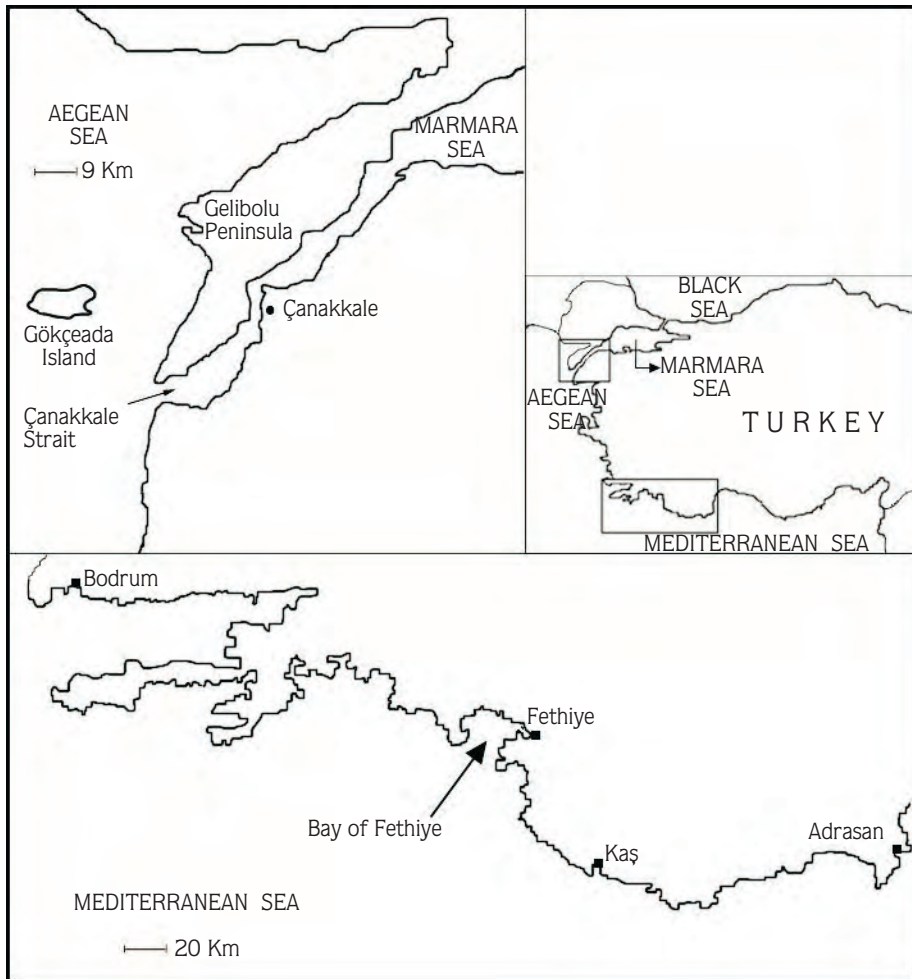 AEGEAN
SEA
9 Km
MARMARA
SEA
Gelibolu
Peninsula
Çanakkale
Gökçeada
Island
Çanakkale
Strait
BLACK
SEA
MARMARA
SEA
AEGEAN
SEA
TURKEY
MEDITERRANEAN SEA
Bodrum
Fethiye
Bay of Fethiye
Kaş
Adrasan
MEDITERRANEAN SEA
20 Km